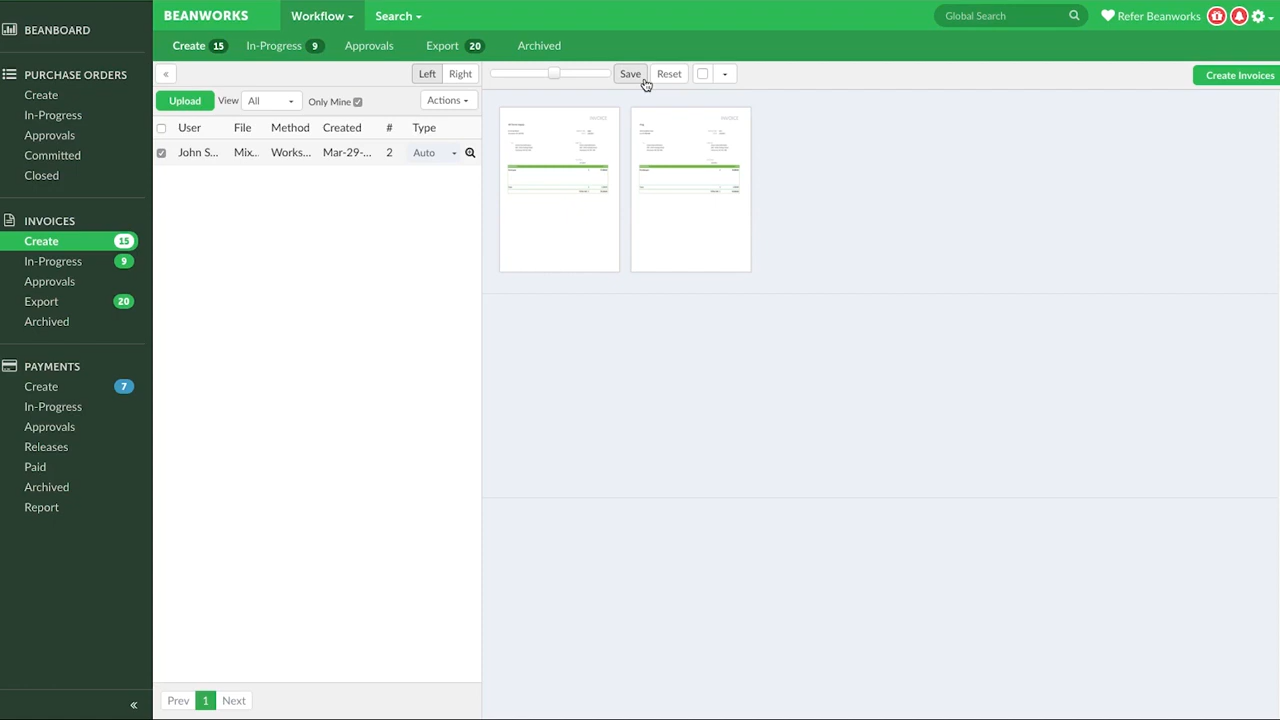 BEANWORKS
Workflow
Search
Global Search
Refer Beanworks
Create 15
In-Progress 9
Approvals
Export 20
Archived
BEANBOARD
PURCHASE ORDERS
Create
In-Progress
Approvals
Committed
Closed
INVOICES
Create 15
In-Progress 9
Approvals
Export 20
Archived
PAYMENTS
Create 7
In-Progress
Approvals
Releases
Paid
Archived
Report
«
«
Left Right
Upload View All Only Mine Actions
User File Method Created # Type
John S... Mix... Works... Mar-29-... 2 Auto
Prev 1 Next
Save Reset
Create Invoices
INVOICE
INVOICE